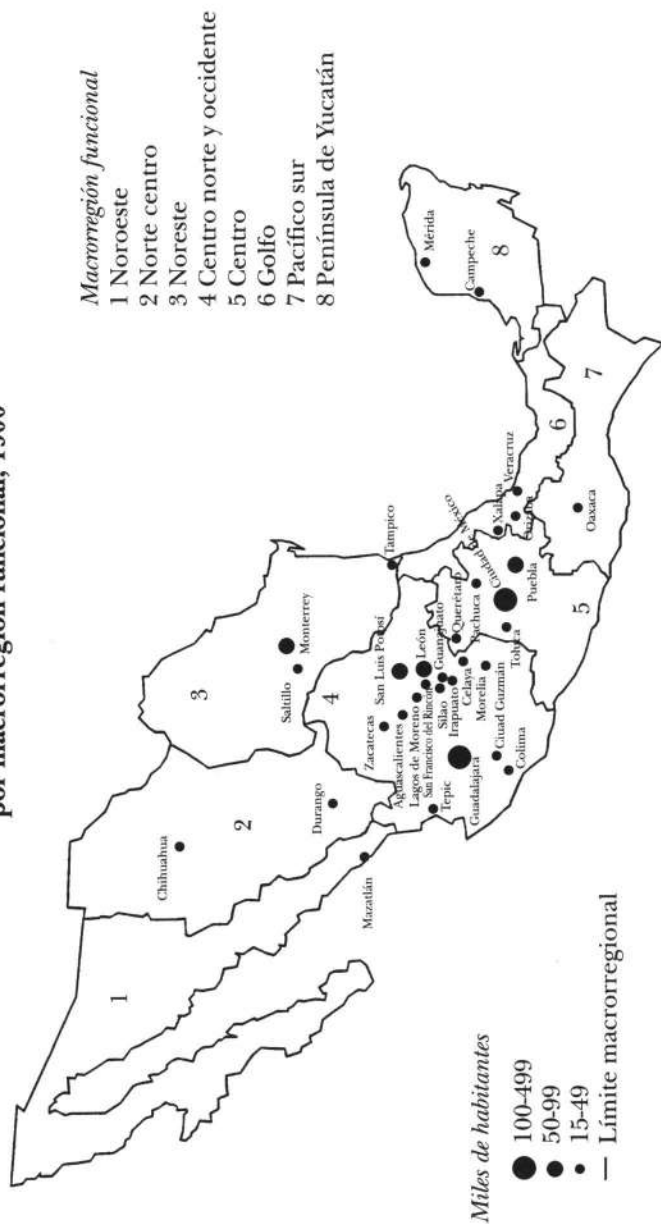 por macrorregión funcional, 1900
Macrorregión funcional
1 Noroeste
2 Norte centro
3 Noreste
4 Centro norte y occidente
5 Centro
6 Golfo
7 Pacífico sur
8 Península de Yucatán
1
2
3
4
5
6
7
8
Chihuahua
Durango
Mazatlán
Saltillo
Monterrey
Tampico
Zacatecas
San Luis Potosí
Aguascalientes
León
Lagos de Moreno
Guanajuato
San Francisco del Rincón
Querétaro
Silao
Irapuato
Celaya
Tepic
Pachuca
Ciudad de México
Guadalajara
Morelia
Ciuad Guzmán
Toluca
Colima
Puebla
Xalapa
Orizaba
Veracruz
Oaxaca
Mérida
Campeche
Miles de habitantes
100-499
50-99
15-49
Límite macrorregional